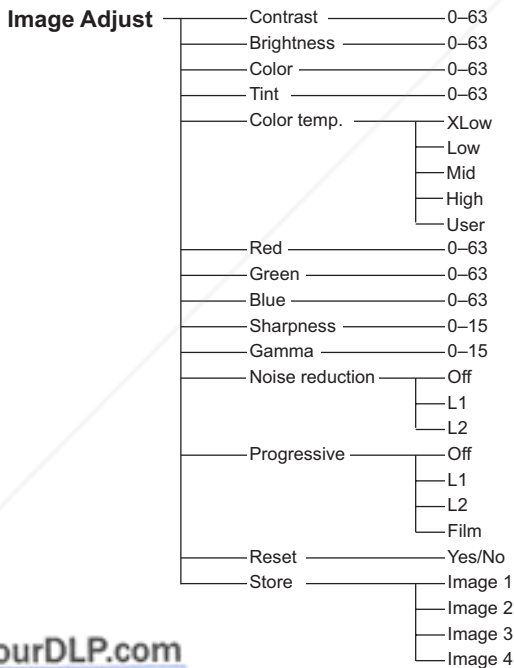 Image Adjust Contrast 0–63
Brightness 0–63
Color 0–63
Tint 0–63
Color temp. XLow
Low
Mid
High
User
Red 0–63
Green 0–63
Blue 0–63
Sharpness 0–15
Gamma 0–15
Noise reduction Off
L1
L2
Progressive Off
L1
L2
Film
Reset Yes/No
Store Image 1
Image 2
Image 3
ourDLP.com Image 4